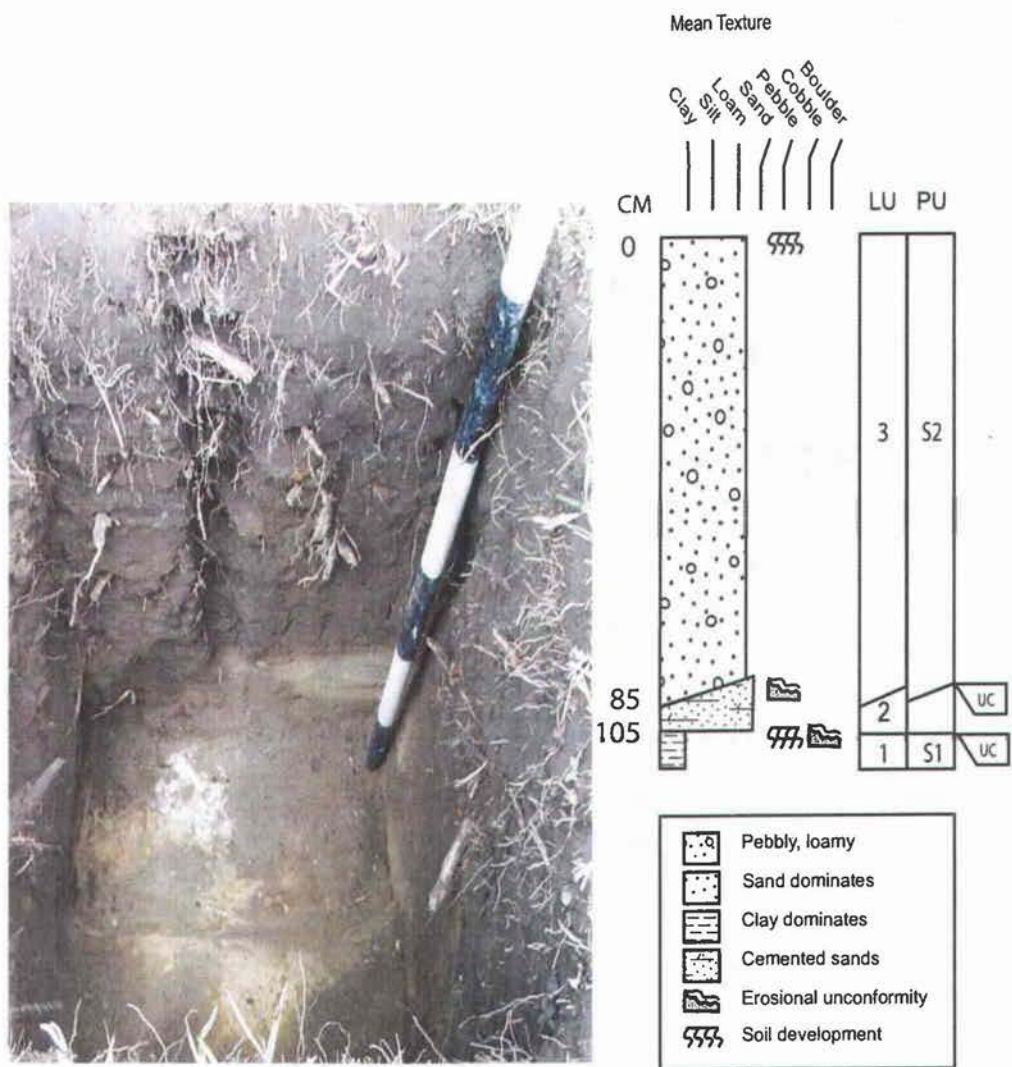 Mean Texture
Clay
Silt
Loam
Sand
Pebble
Cobble
Boulder
CM LU PU
0
3 S2
85
2 UC
105
1 S1 UC
Pebbly, loamy
Sand dominates
Clay dominates
Cemented sands
Erosional unconformity
Soil development